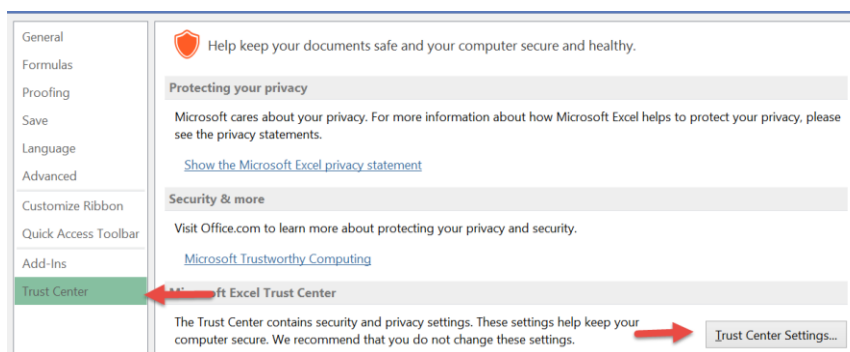 General
Formulas
Proofing
Save
Language
Advanced
Customize Ribbon
Quick Access Toolbar
Add-Ins
Trust Center
Help keep your documents safe and your computer secure and healthy.
Protecting your privacy
Microsoft cares about your privacy. For more information about how Microsoft Excel helps to protect your privacy, please
see the privacy statements.
Show the Microsoft Excel privacy statement
Security & more
Visit Office.com to learn more about protecting your privacy and security.
Microsoft Trustworthy Computing
Microsoft Excel Trust Center
The Trust Center contains security and privacy settings. These settings help keep your
computer secure. We recommend that you do not change these settings.
Trust Center Settings...